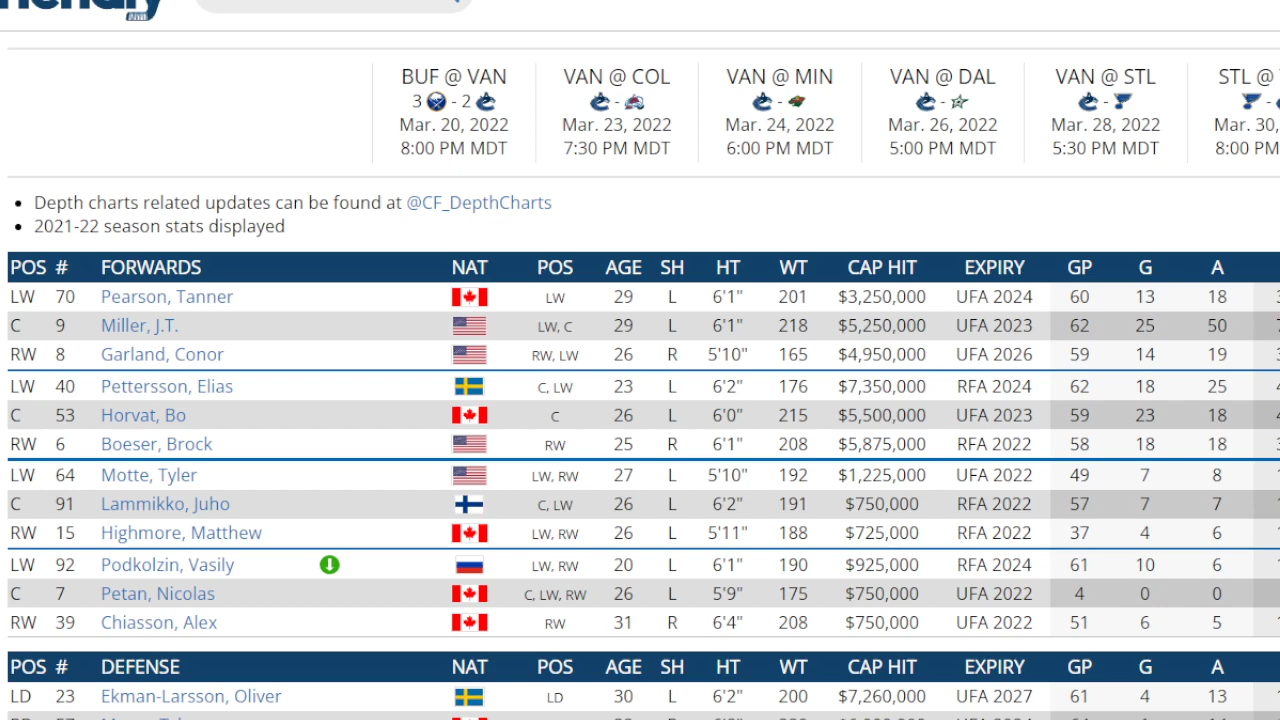 BUF @ VAN VAN @ COL VAN @ MIN VAN @ DAL VAN @ STL STL @
3 - 2 - - - - -
Mar. 20, 2022 Mar. 23, 2022 Mar. 24, 2022 Mar. 26, 2022 Mar. 28, 2022 Mar. 30,
8:00 PM MDT 7:30 PM MDT 6:00 PM MDT 5:00 PM MDT 5:30 PM MDT 8:00 PM
• Depth charts related updates can be found at @CF_DepthCharts
• 2021-22 season stats displayed
POS # FORWARDS NAT POS AGE SH HT WT CAP HIT EXPIRY GP G A
LW 70 Pearson, Tanner LW 29 L 6'1" 201 $3,250,000 UFA 2024 60 13 18
C 9 Miller, J.T. LW, C 29 L 6'1" 218 $5,250,000 UFA 2023 62 25 50
RW 8 Garland, Conor RW, LW 26 R 5'10" 165 $4,950,000 UFA 2026 59 14 19
LW 40 Pettersson, Elias C, LW 23 L 6'2" 176 $7,350,000 RFA 2024 62 18 25
C 53 Horvat, Bo C 26 L 6'0" 215 $5,500,000 UFA 2023 59 23 18
RW 6 Boeser, Brock RW 25 R 6'1" 208 $5,875,000 RFA 2022 58 18 18
LW 64 Motte, Tyler LW, RW 27 L 5'10" 192 $1,225,000 UFA 2022 49 7 8
C 91 Lammikko, Juho C, LW 26 L 6'2" 191 $750,000 RFA 2022 57 7 7
RW 15 Highmore, Matthew LW, RW 26 L 5'11" 188 $725,000 RFA 2022 37 4 6
LW 92 Podkolzin, Vasily LW, RW 20 L 6'1" 190 $925,000 RFA 2024 61 10 6
C 7 Petan, Nicolas C, LW, RW 26 L 5'9" 175 $750,000 UFA 2022 4 0 0
RW 39 Chiasson, Alex RW 31 R 6'4" 208 $750,000 UFA 2022 51 6 5
POS # DEFENSE NAT POS AGE SH HT WT CAP HIT EXPIRY GP G A
LD 23 Ekman-Larsson, Oliver LD 30 L 6'2" 200 $7,260,000 UFA 2027 61 4 13